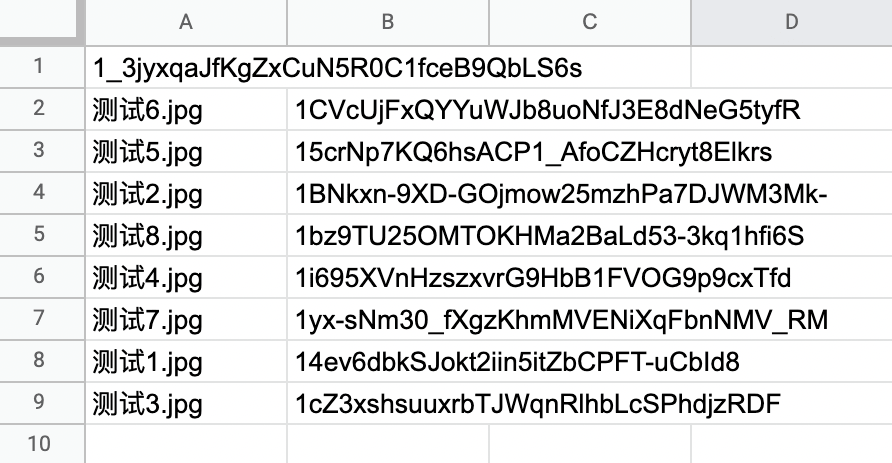 A B C D
1 1_3jyxqaJfKgZxCuN5R0C1fceB9QbLS6s
2 测试6.jpg 1CVcUjFxQYYuWJb8uoNfJ3E8dNeG5tyfR
3 测试5.jpg 15crNp7KQ6hsACP1_AfoCZHcryt8Elkrs
4 测试2.jpg 1BNkxn-9XD-GOjmow25mzhPa7DJWM3Mk-
5 测试8.jpg 1bz9TU25OMTOKHMa2BaLd53-3kq1hfi6S
6 测试4.jpg 1i695XVnHzszxvrG9HbB1FVOG9p9cxTfd
7 测试7.jpg 1yx-sNm30_fXgzKhmMVENiXqFbnNMV_RM
8 测试1.jpg 14ev6dbkSJokt2iin5itZbCPFT-uCbId8
9 测试3.jpg 1cZ3xshsuuxrbTJWqnRlhbLcSPhdjzRDF
10